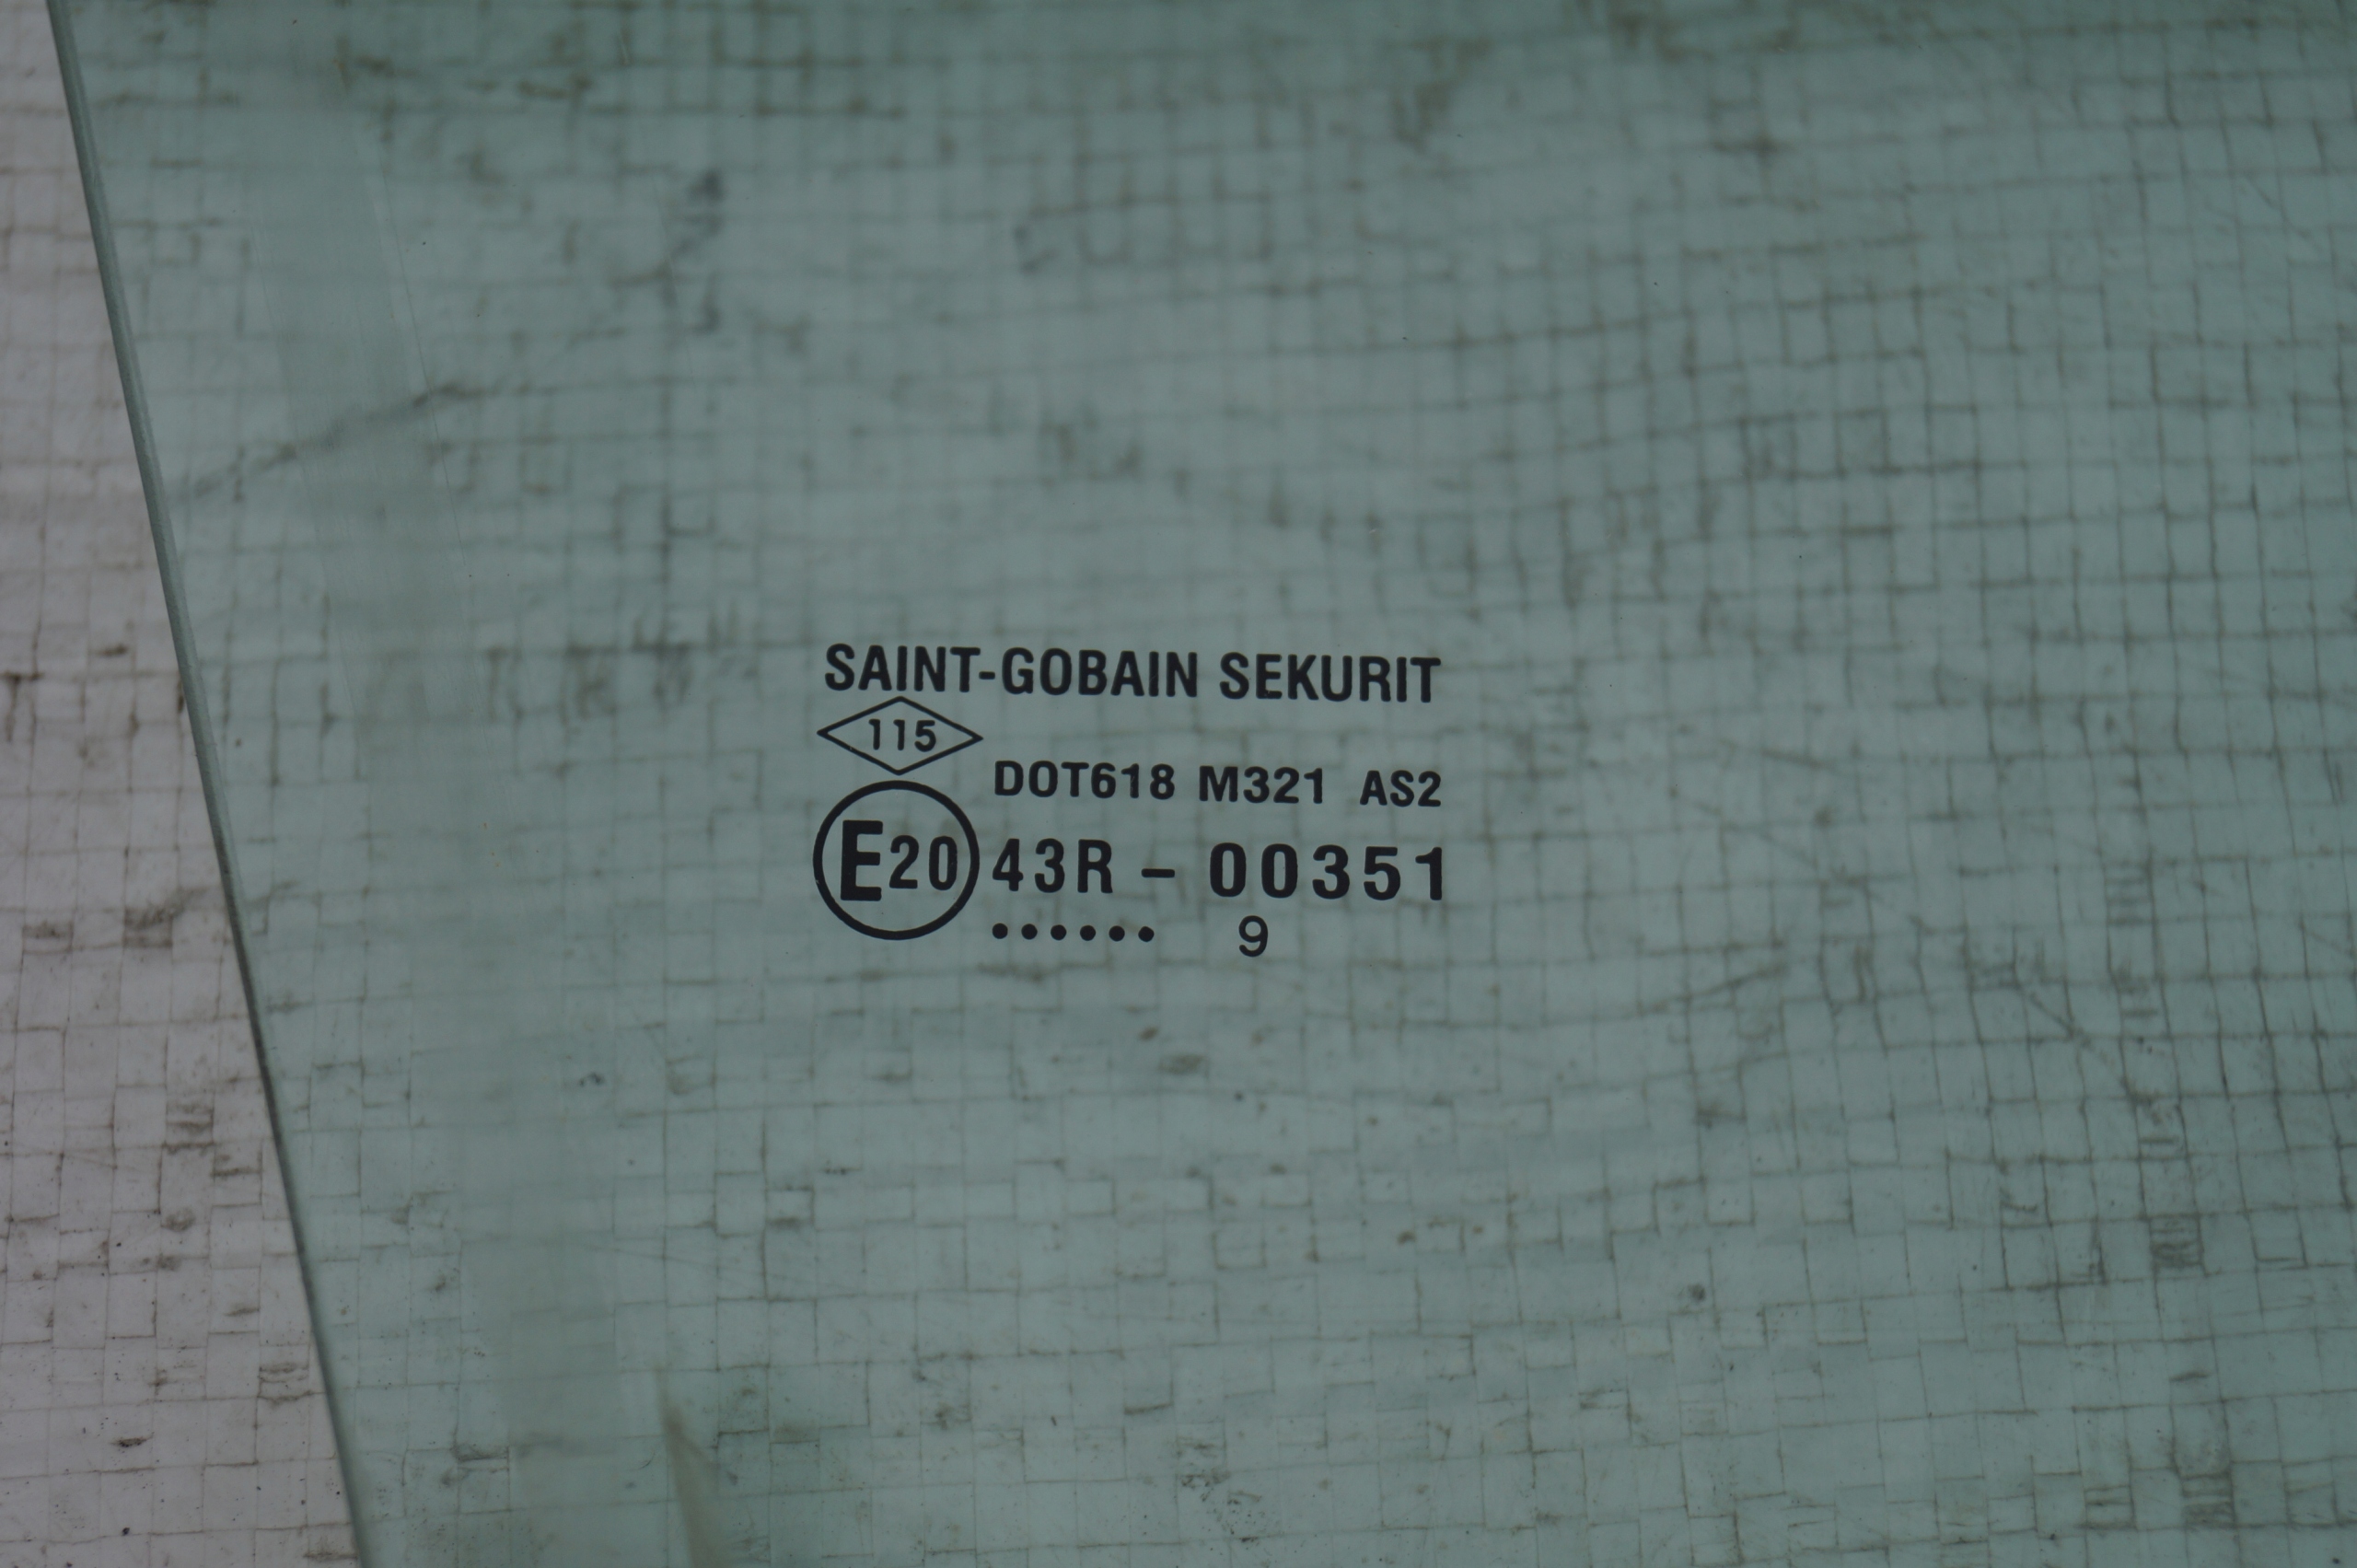 SAINT-GOBAIN SEKURIT
115
DOT618 M321 AS2
E20 43R - 00351
...... 9